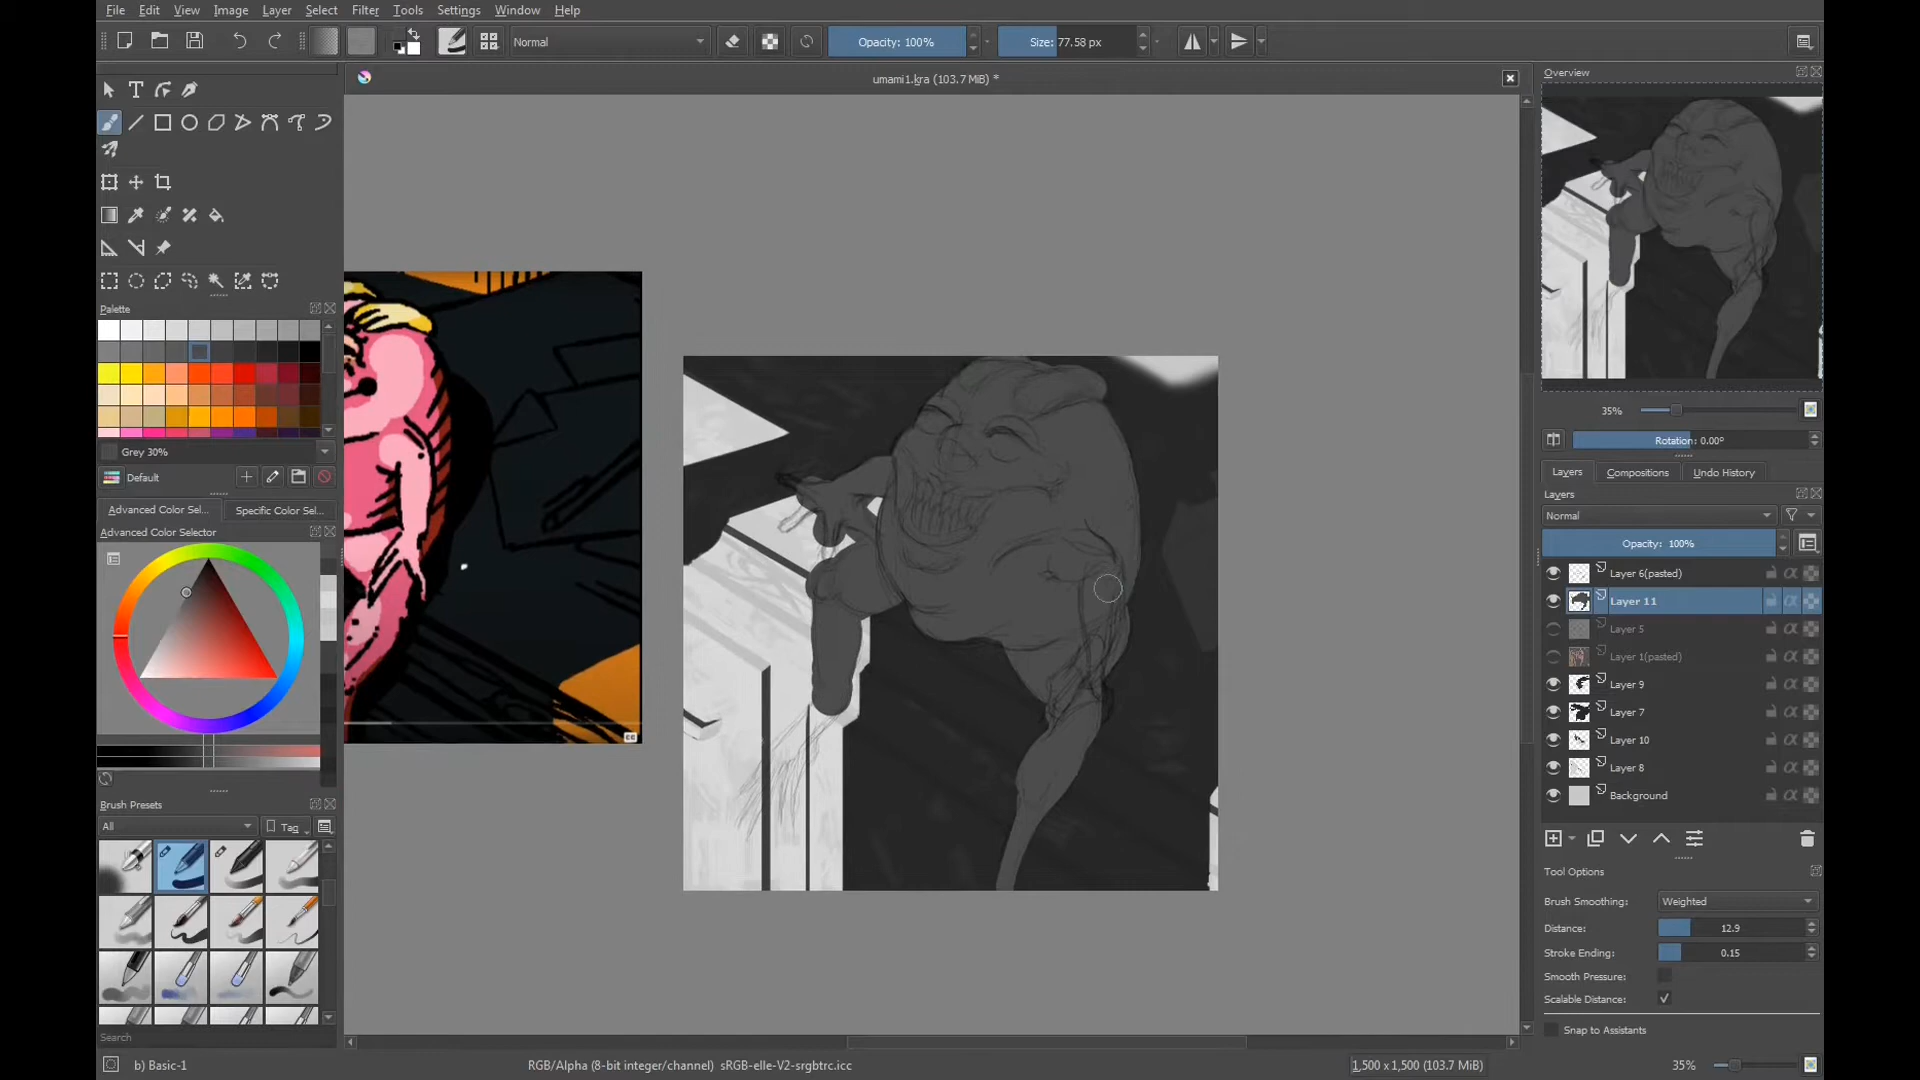 File Edit View Image Layer Select Filter Tools Settings Window Help
Normal
Opacity: 100%
Size: 77.58 px
umami1.kra (103.7 MiB) *
Overview
35%
Rotation: 0.00°
Palette
Grey 30%
Default
Advanced Color Sel...
Specific Color Sel...
Advanced Color Selector
Brush Presets
All
Tag
Search
b) Basic-1
RGB/Alpha (8-bit integer/channel) sRGB-elle-V2-srgbtrc.icc
1,500 x 1,500 (103.7 MiB)
35%
Layers
Compositions
Undo History
Layers
Normal
Opacity: 100%
Layer 6(pasted)
Layer 11
Layer 5
Layer 1(pasted)
Layer 9
Layer 7
Layer 10
Layer 8
Background
Tool Options
Brush Smoothing: Weighted
Distance: 12.9
Stroke Ending: 0.15
Smooth Pressure:
Scalable Distance:
Snap to Assistants